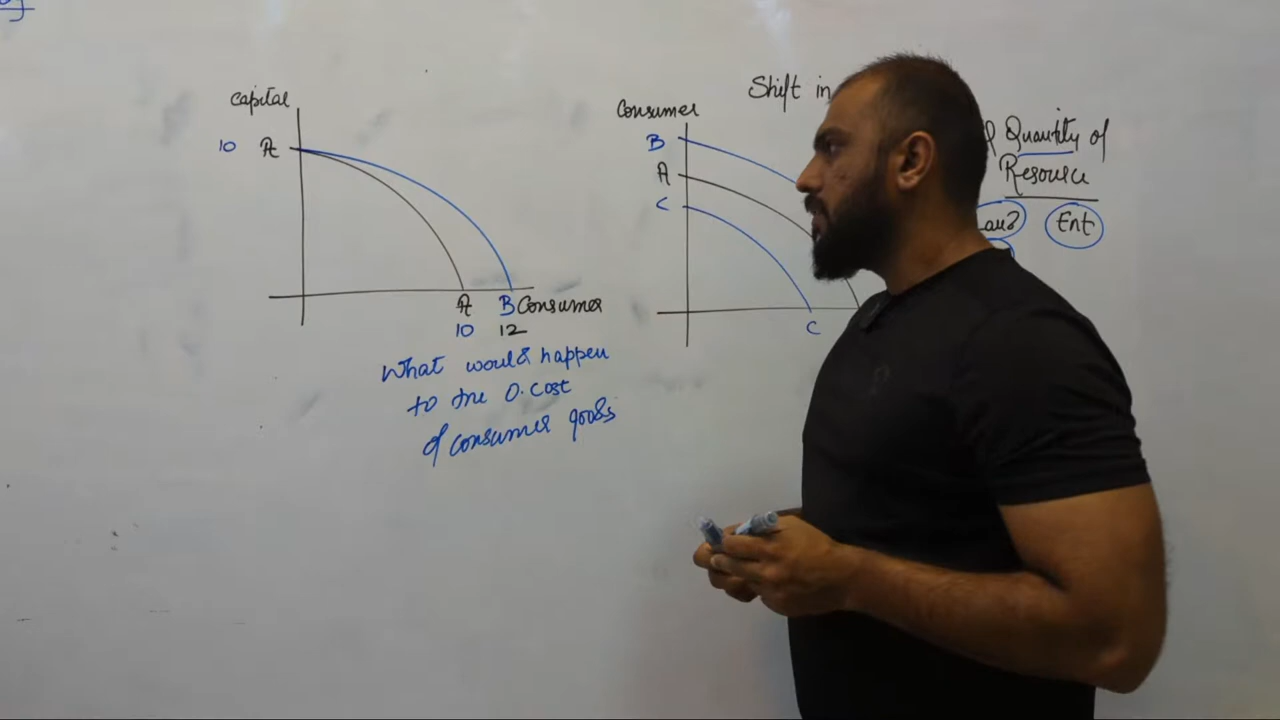 Capital
10 A
A B Consumer
10 12
What would happen
to the O.Cost
of consumer goods
Shift in
Consumer
B
A
C
C
Quantity of
Resource
Ent